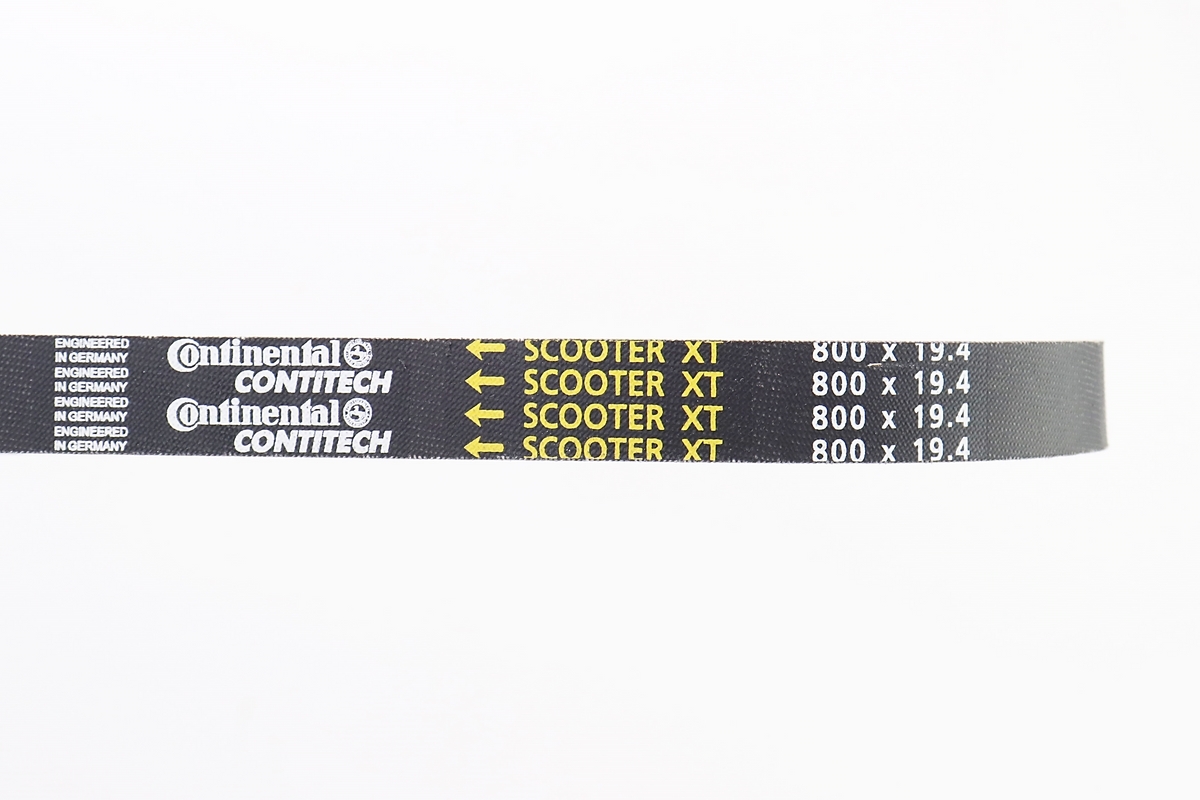 ENGINEERED
IN GERMANY
ENGINEERED
IN GERMANY
ENGINEERED
IN GERMANY
ENGINEERED
IN GERMANY
Continental
CONTITECH
Continental
CONTITECH
← SCOOTER XT
← SCOOTER XT
← SCOOTER XT
← SCOOTER XT
800 x 19.4
800 x 19.4
800 x 19.4
800 x 19.4